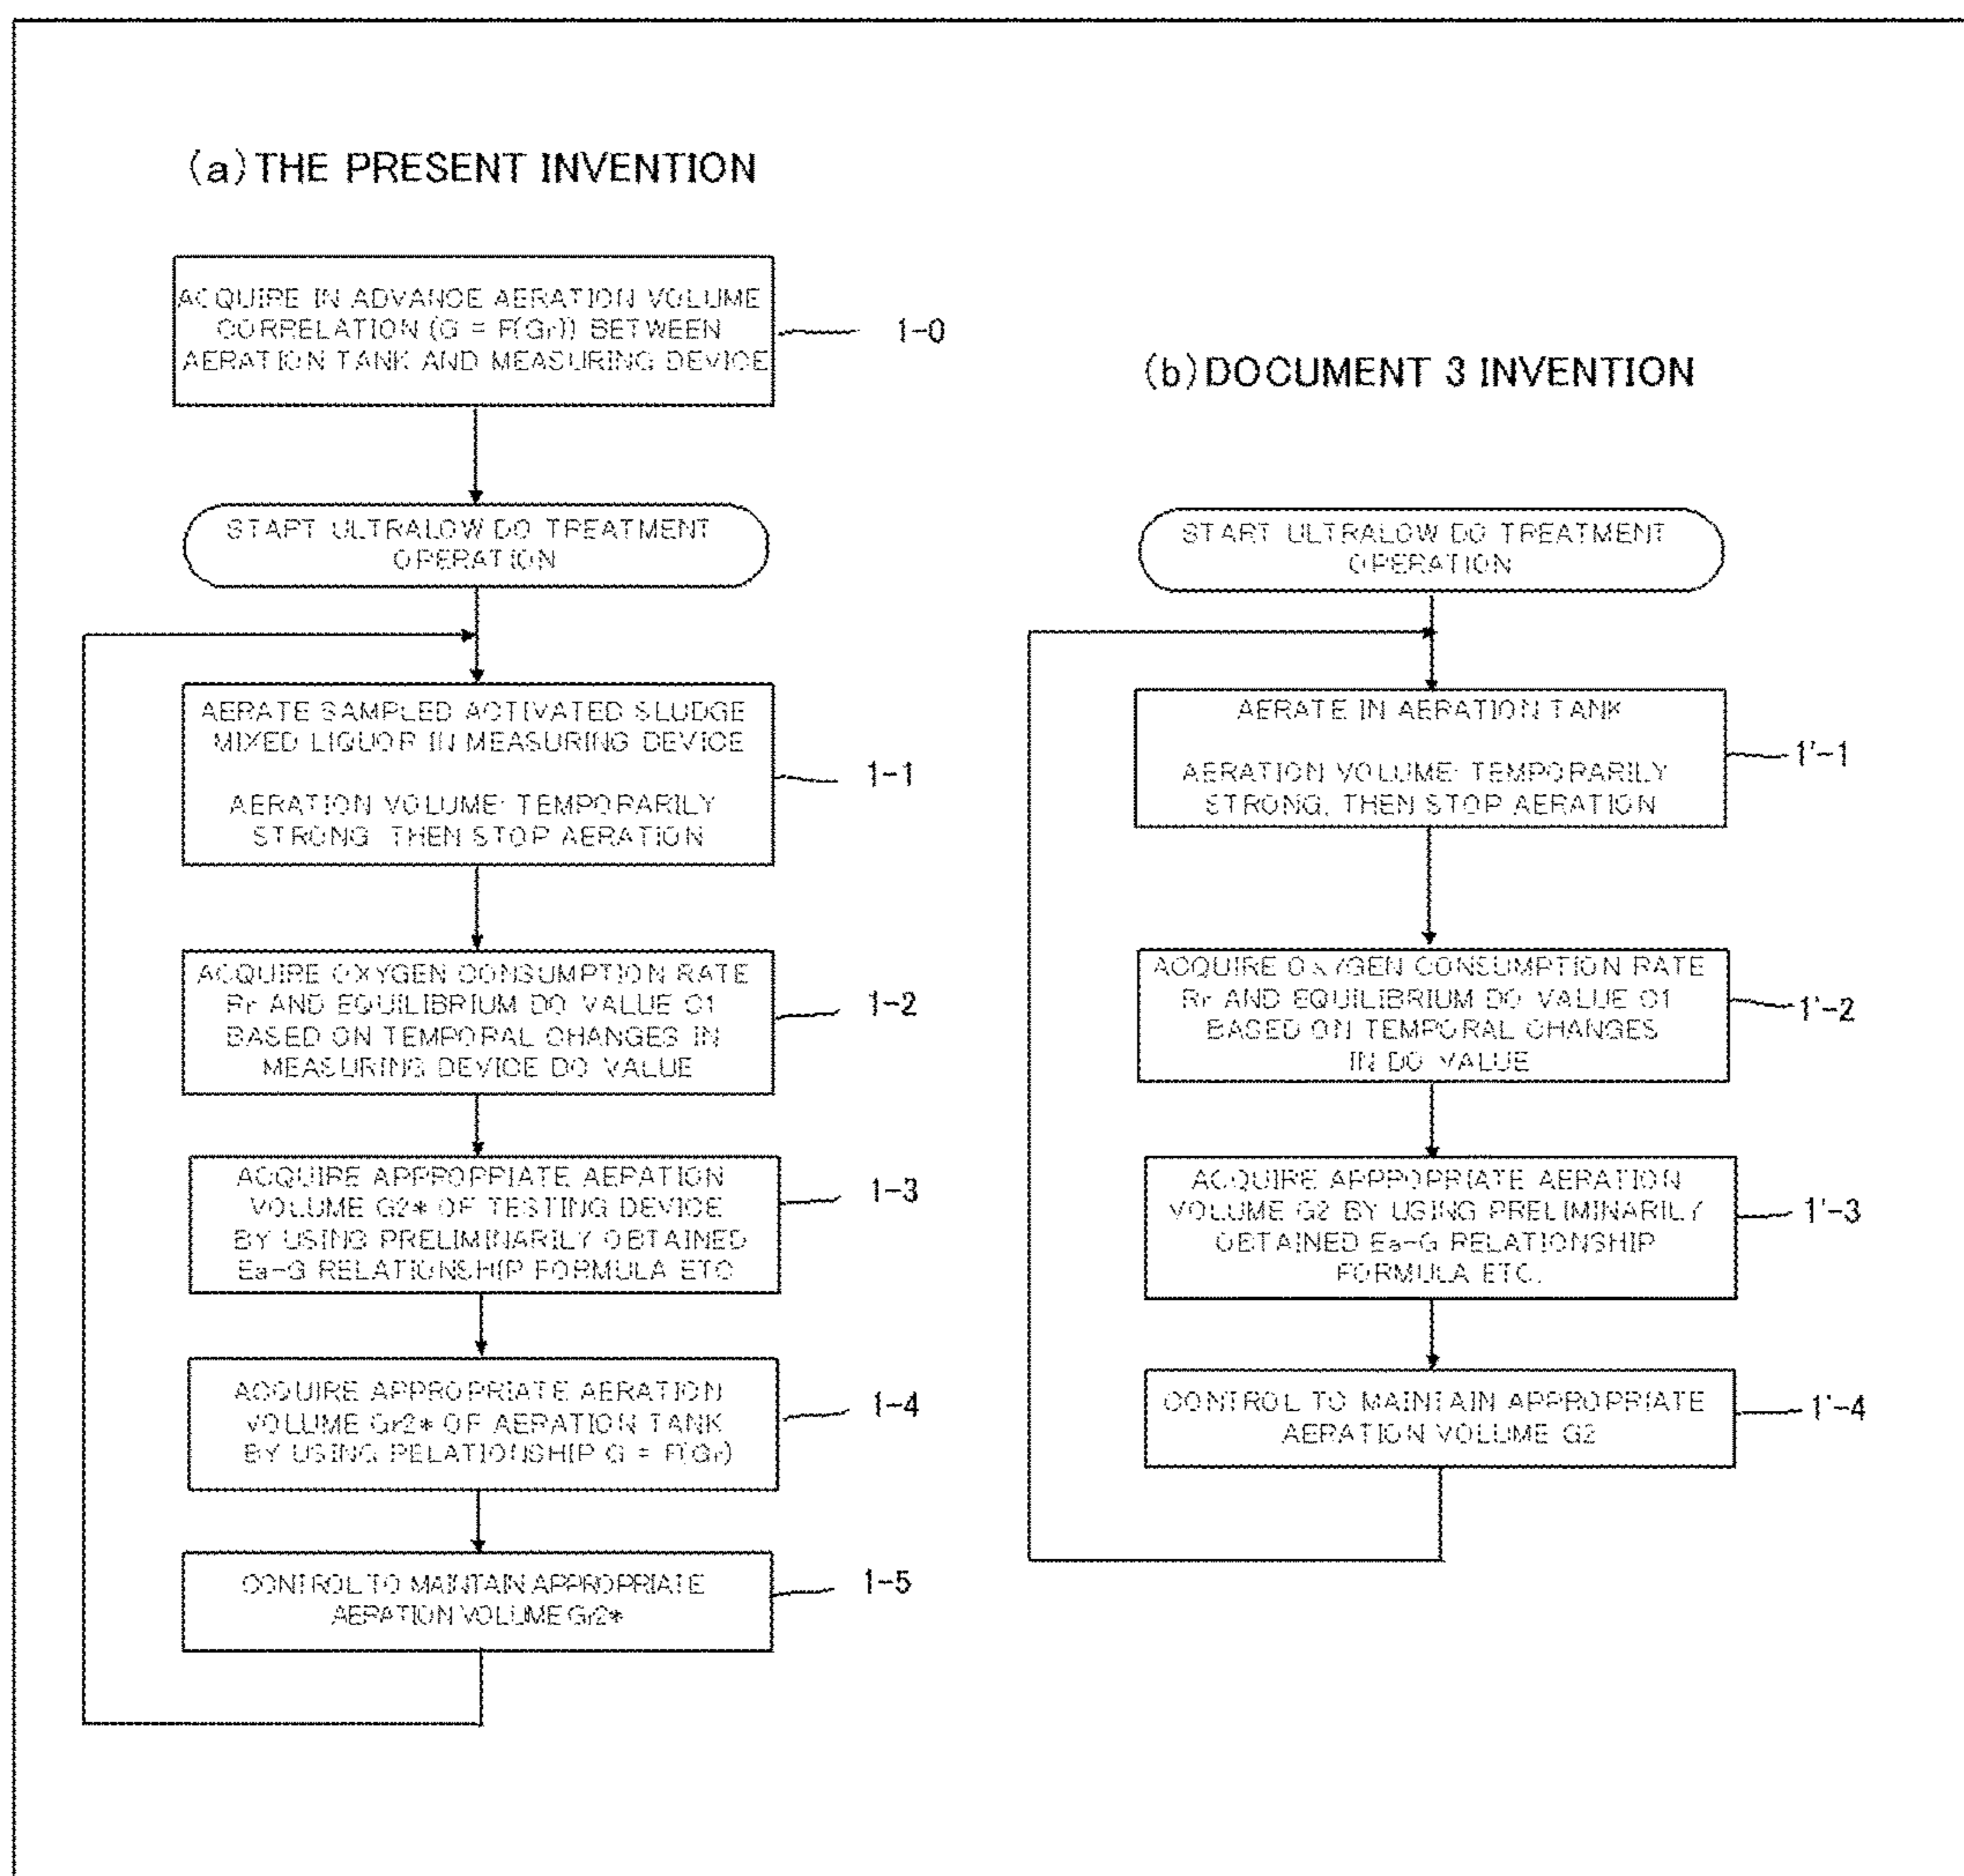 (a) THE PRESENT INVENTION
ACQUIRE IN ADVANCE AERATION VOLUME
CORRELATION (G = F(Gr)) BETWEEN
AERATION TANK AND MEASURING DEVICE
1-0
START ULTRALOW DO TREATMENT
OPERATION
AERATE SAMPLED ACTIVATED SLUDGE
MIXED LIQUOR IN MEASURING DEVICE
AERATION VOLUME: TEMPORARILY
STRONG, THEN STOP AERATION
1-1
ACQUIRE OXYGEN CONSUMPTION RATE
Rr AND EQUILIBRIUM DO VALUE C1
BASED ON TEMPORAL CHANGES IN
MEASURING DEVICE DO VALUE
1-2
ACQUIRE APPROPRIATE AERATION
VOLUME G2* OF TESTING DEVICE
BY USING PRELIMINARILY OBTAINED
Ea-G RELATIONSHIP FORMULA ETC
1-3
ACQUIRE APPROPRIATE AERATION
VOLUME Gr2* OF AERATION TANK
BY USING RELATIONSHIP G = F(Gr)
1-4
CONTROL TO MAINTAIN APPROPRIATE
AERATION VOLUME Gr2*
1-5
(b) DOCUMENT 3 INVENTION
START ULTRALOW DO TREATMENT
OPERATION
AERATE IN AERATION TANK
AERATION VOLUME: TEMPORARILY
STRONG, THEN STOP AERATION
1'-1
ACQUIRE OXYGEN CONSUMPTION RATE
Rr AND EQUILIBRIUM DO VALUE C1
BASED ON TEMPORAL CHANGES
IN DO VALUE
1'-2
ACQUIRE APPROPRIATE AERATION
VOLUME G2 BY USING PRELIMINARILY
OBTAINED Ea-G RELATIONSHIP
FORMULA ETC.
1'-3
CONTROL TO MAINTAIN APPROPRIATE
AERATION VOLUME G2
1'-4